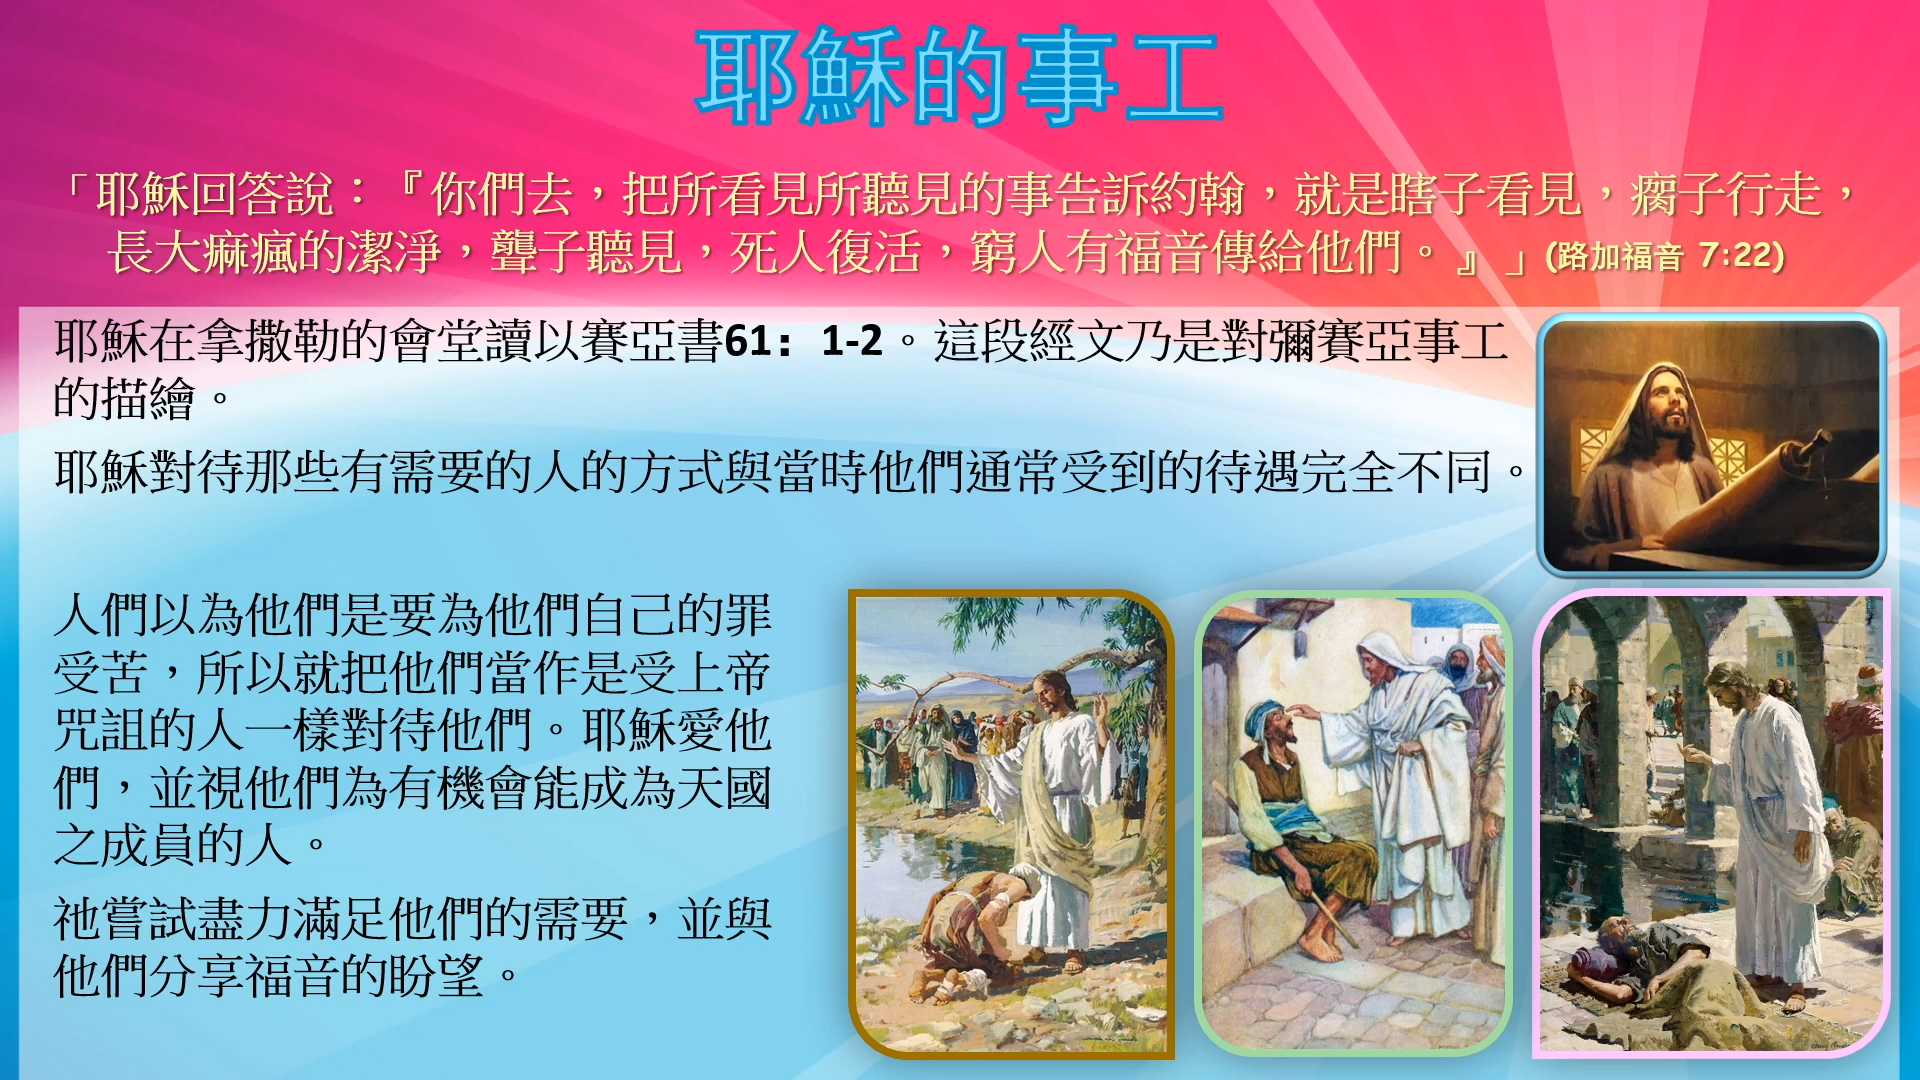 耶穌的事工
「耶穌回答說：『你們去，把所看見所聽見的事告訴約翰，就是瞎子看見，瘸子行走，
長大痲瘋的潔淨，聾子聽見，死人復活，窮人有福音傳給他們。』」(路加福音 7:22)
耶穌在拿撒勒的會堂讀以賽亞書61：1-2。這段經文乃是對彌賽亞事工
的描繪。
耶穌對待那些有需要的人的方式與當時他們通常受到的待遇完全不同。
人們以為他們是要為他們自己的罪
受苦，所以就把他們當作是受上帝
咒詛的人一樣對待他們。耶穌愛他
們，並視他們為有機會能成為天國
之成員的人。
祂嘗試盡力滿足他們的需要，並與
他們分享福音的盼望。